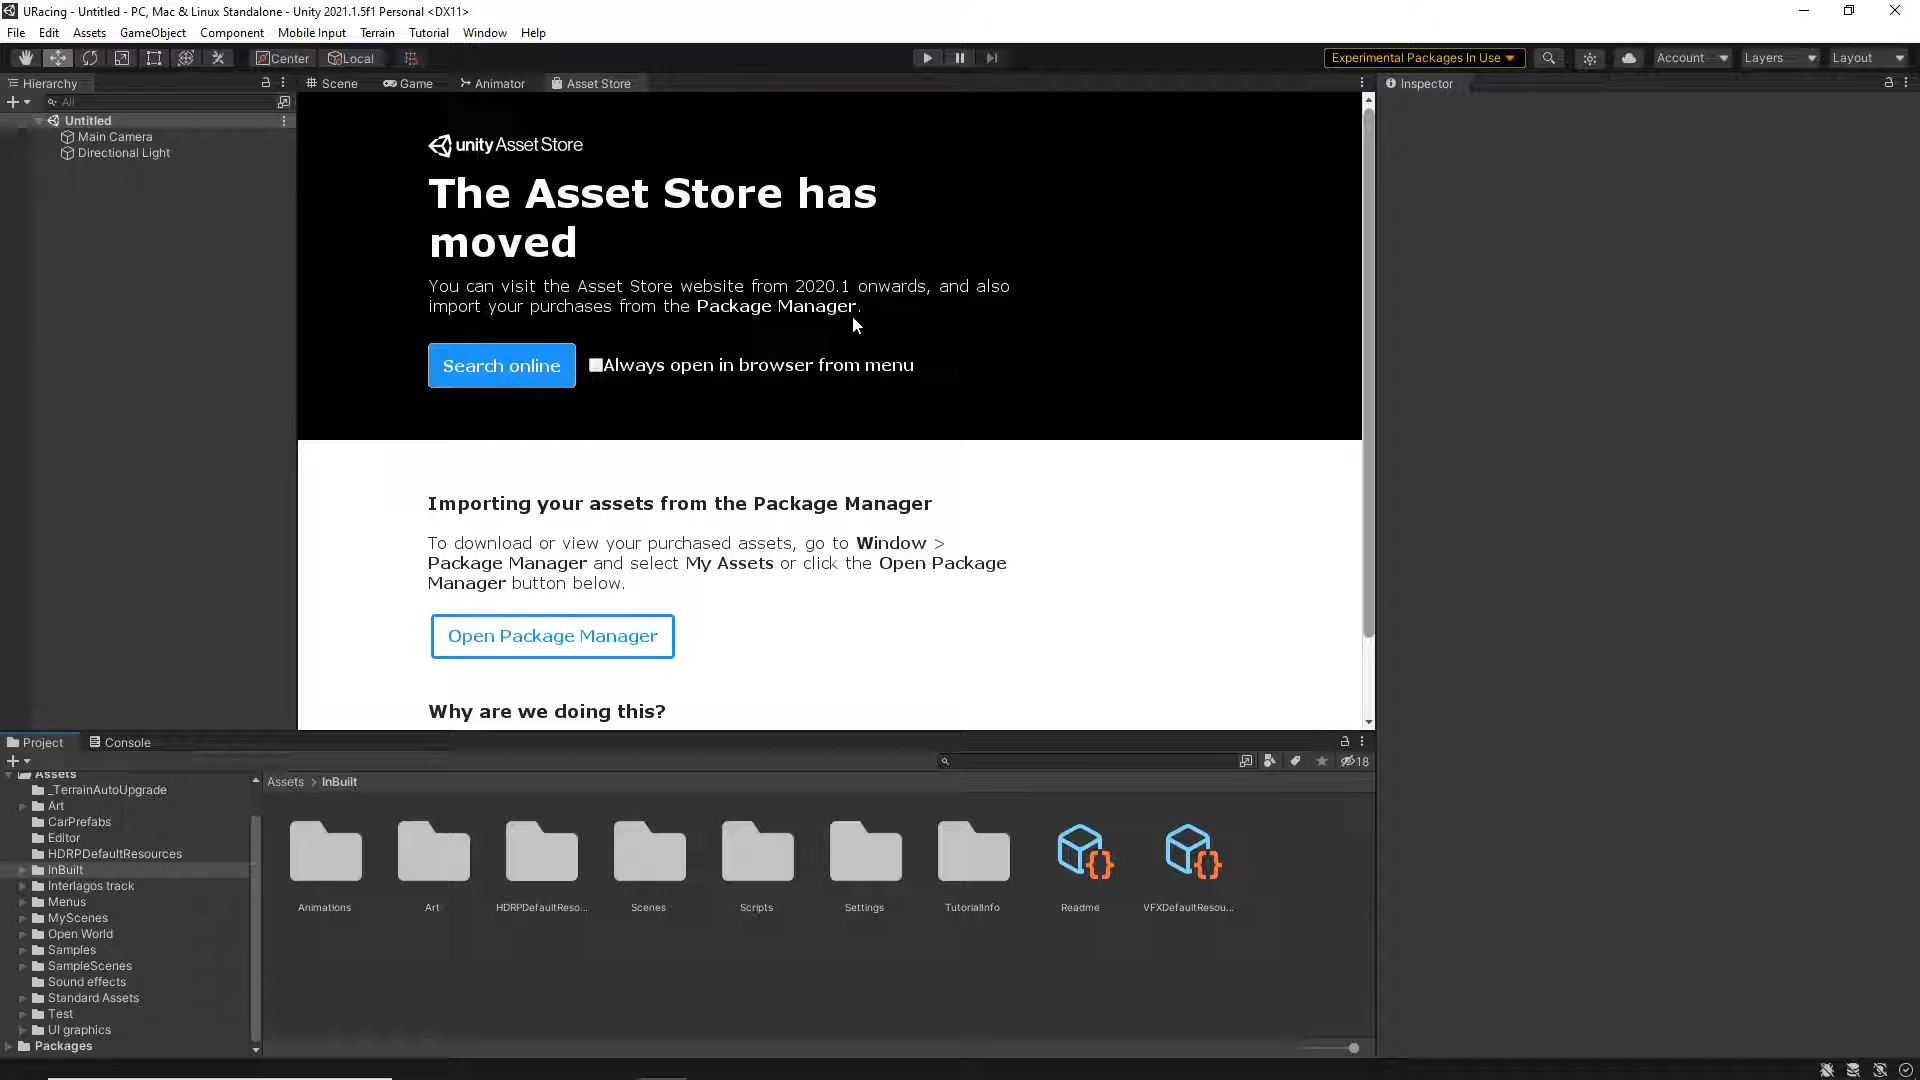 URacing - Untitled - PC, Mac & Linux Standalone - Unity 2021.1.5f1 Personal <DX11>
File Edit Assets GameObject Component Mobile Input Terrain Tutorial Window Help
Center Local Experimental Packages In Use Account Layers Layout
Hierarchy Scene Game Animator Asset Store Inspector
All
Untitled
Main Camera
Directional Light
unity Asset Store
The Asset Store has
moved
You can visit the Asset Store website from 2020.1 onwards, and also
import your purchases from the Package Manager.
Search online Always open in browser from menu
Importing your assets from the Package Manager
To download or view your purchased assets, go to Window >
Package Manager and select My Assets or click the Open Package
Manager button below.
Open Package Manager
Why are we doing this?
Project Console
18
Assets
_TerrainAutoUpgrade
Art
CarPrefabs
Editor
HDRPDefaultResources
InBuilt
Interlagos track
Menus
MyScenes
Open World
Samples
SampleScenes
Sound effects
Standard Assets
Test
UI graphics
Packages
Assets > InBuilt
Animations Art HDRPDefaultReso... Scenes Scripts Settings TutorialInfo Readme VFXDefaultResou...